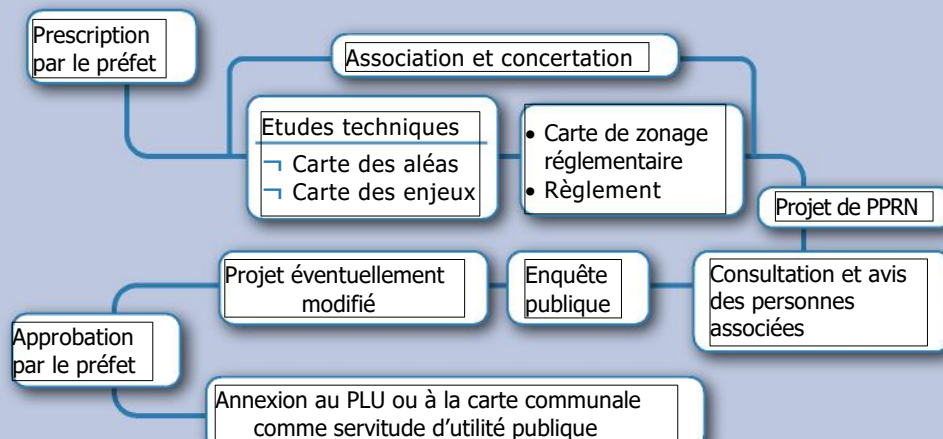 Prescription
par le préfet
Association et concertation
Etudes techniques
¬ Carte des aléas
¬ Carte des enjeux
• Carte de zonage
réglementaire
• Règlement
Projet de PPRN
Consultation et avis
des personnes
associées
Enquête
publique
Projet éventuellement
modifié
Approbation
par le préfet
Annexion au PLU ou à la carte communale
comme servitude d’utilité publique